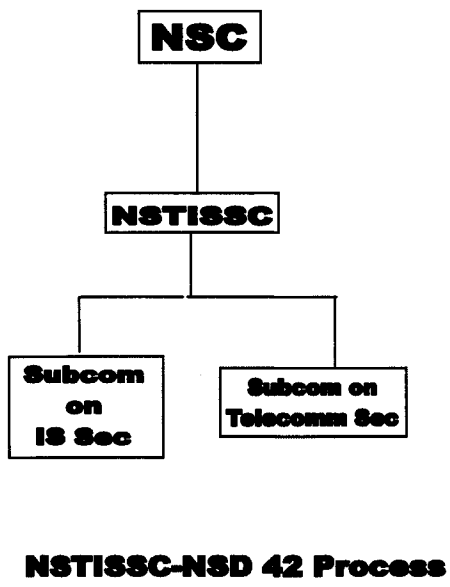 NSC
NSTISSC
Subcom
on
IS Sec
Subcom on
Telecomm Sec
NSTISSC-NSD 42 Process